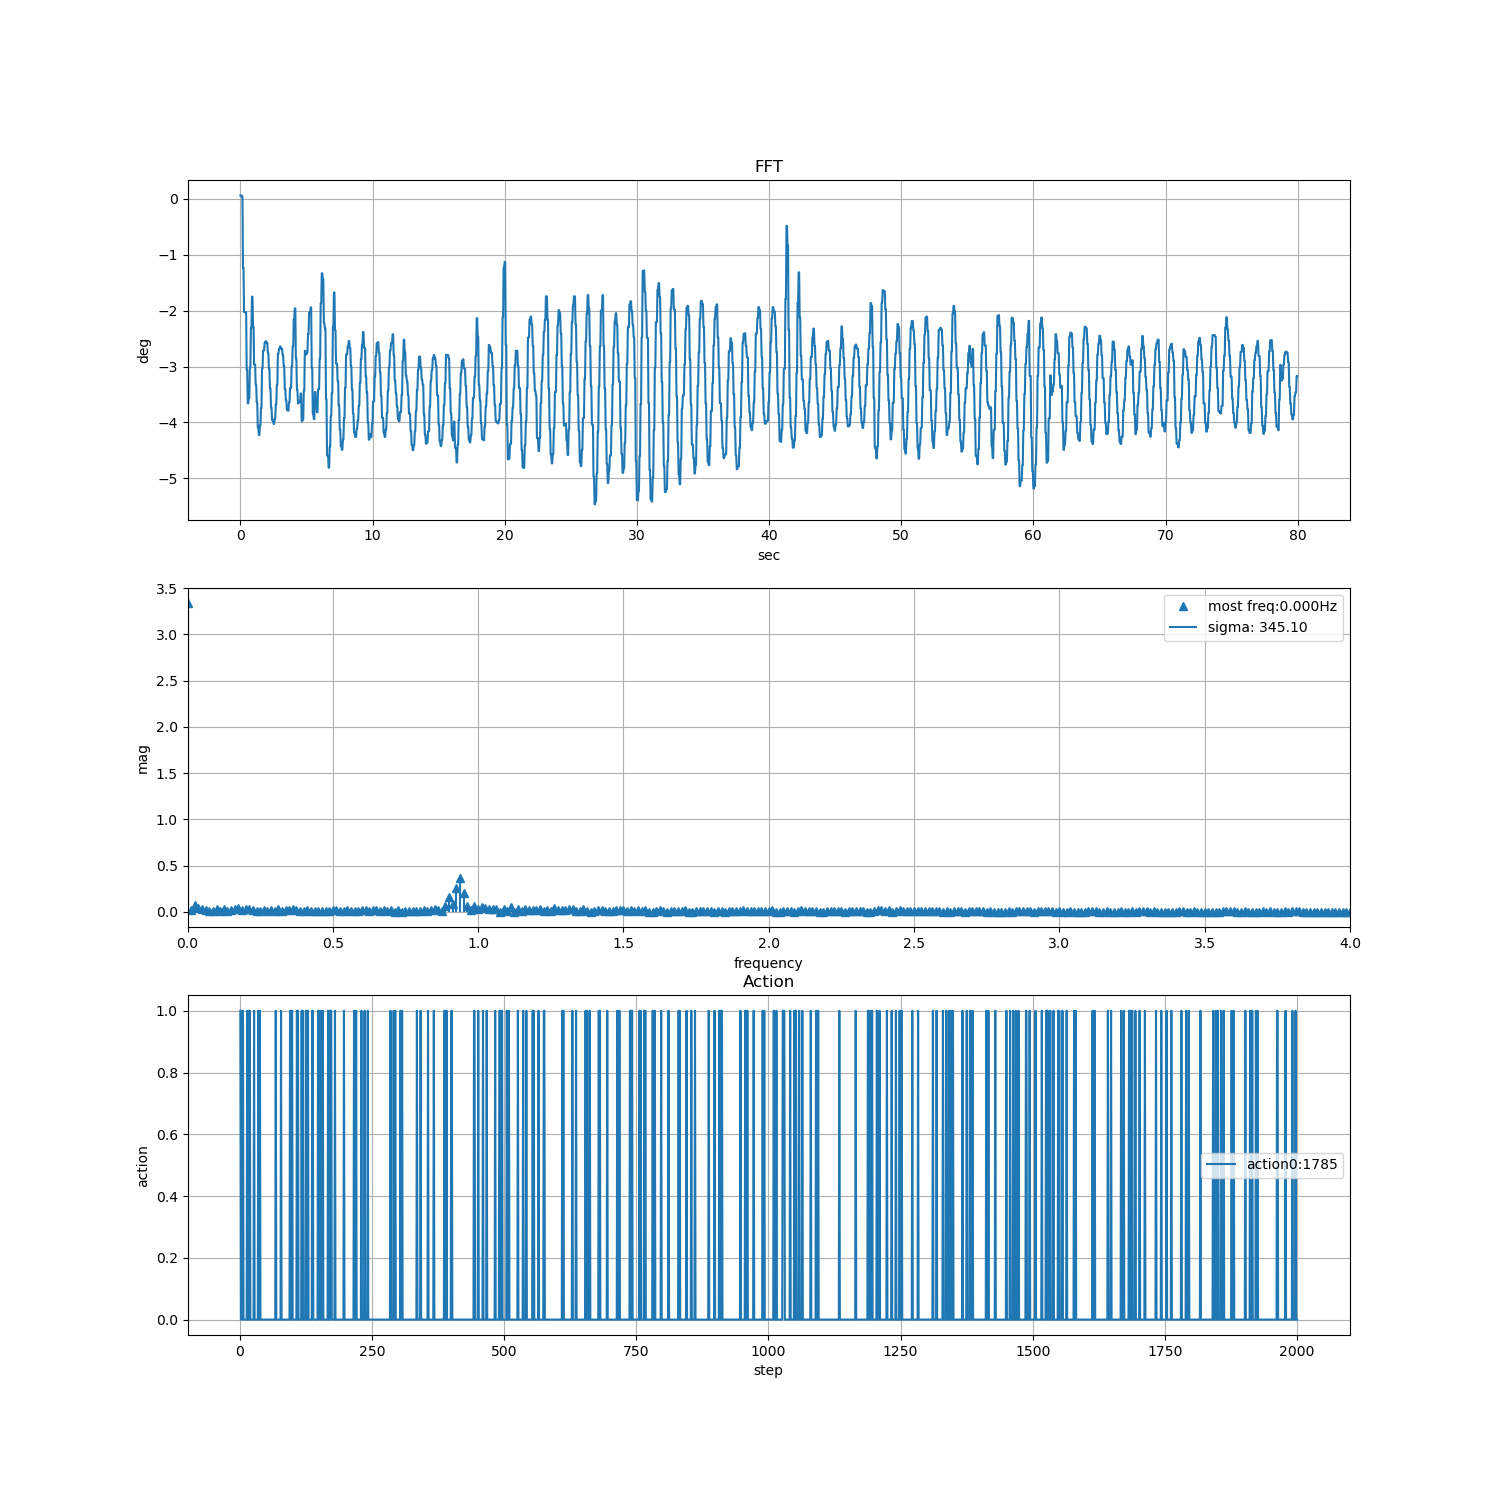 FFT
0
−1
−2
−3
−4
−5
deg
0 10 20 30 40 50 60 70 80
sec
3.5
3.0
2.5
2.0
1.5
1.0
0.5
0.0
mag
most freq:0.000Hz
sigma: 345.10
0.0 0.5 1.0 1.5 2.0 2.5 3.0 3.5 4.0
frequency
Action
1.0
0.8
0.6
0.4
0.2
0.0
action
action0:1785
0 250 500 750 1000 1250 1500 1750 2000
step